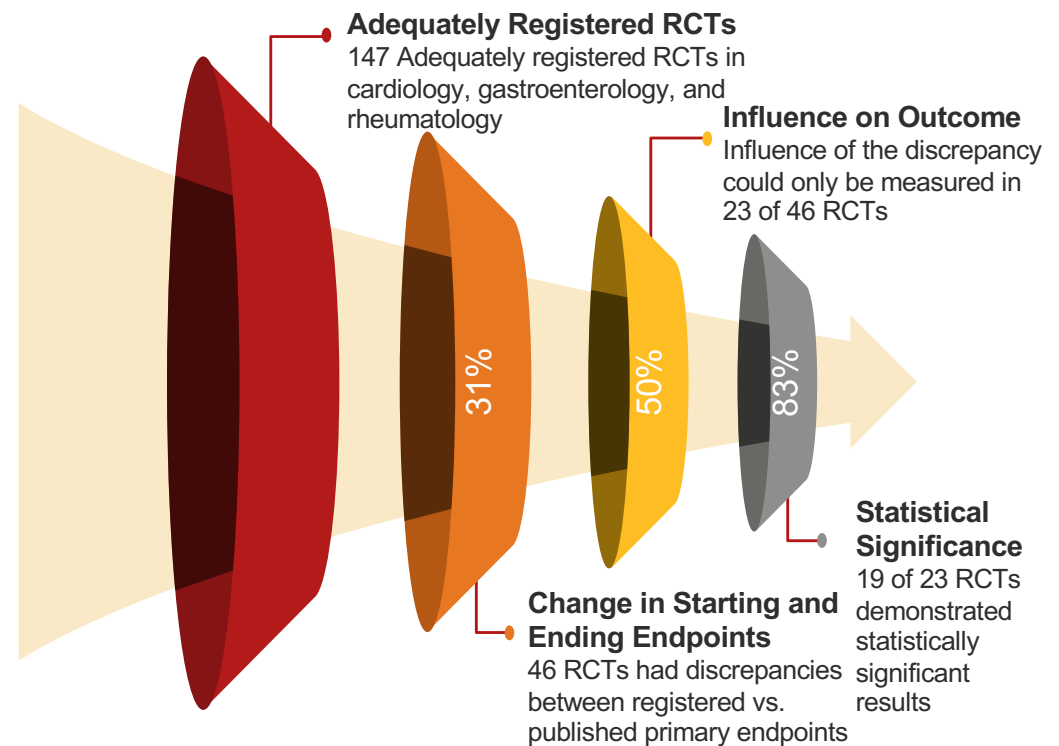 Adequately Registered RCTs
147 Adequately registered RCTs in
cardiology, gastroenterology, and
rheumatology
Influence on Outcome
Influence of the discrepancy
could only be measured in
23 of 46 RCTs
31%
50%
83%
Change in Starting and
Ending Endpoints
46 RCTs had discrepancies
between registered vs.
published primary endpoints
Statistical
Significance
19 of 23 RCTs
demonstrated
statistically
significant
results